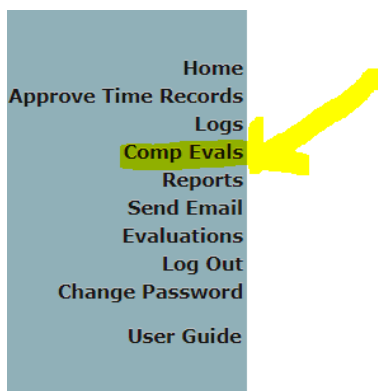 Home
Approve Time Records
Logs
Comp Evals
Reports
Send Email
Evaluations
Log Out
Change Password
User Guide